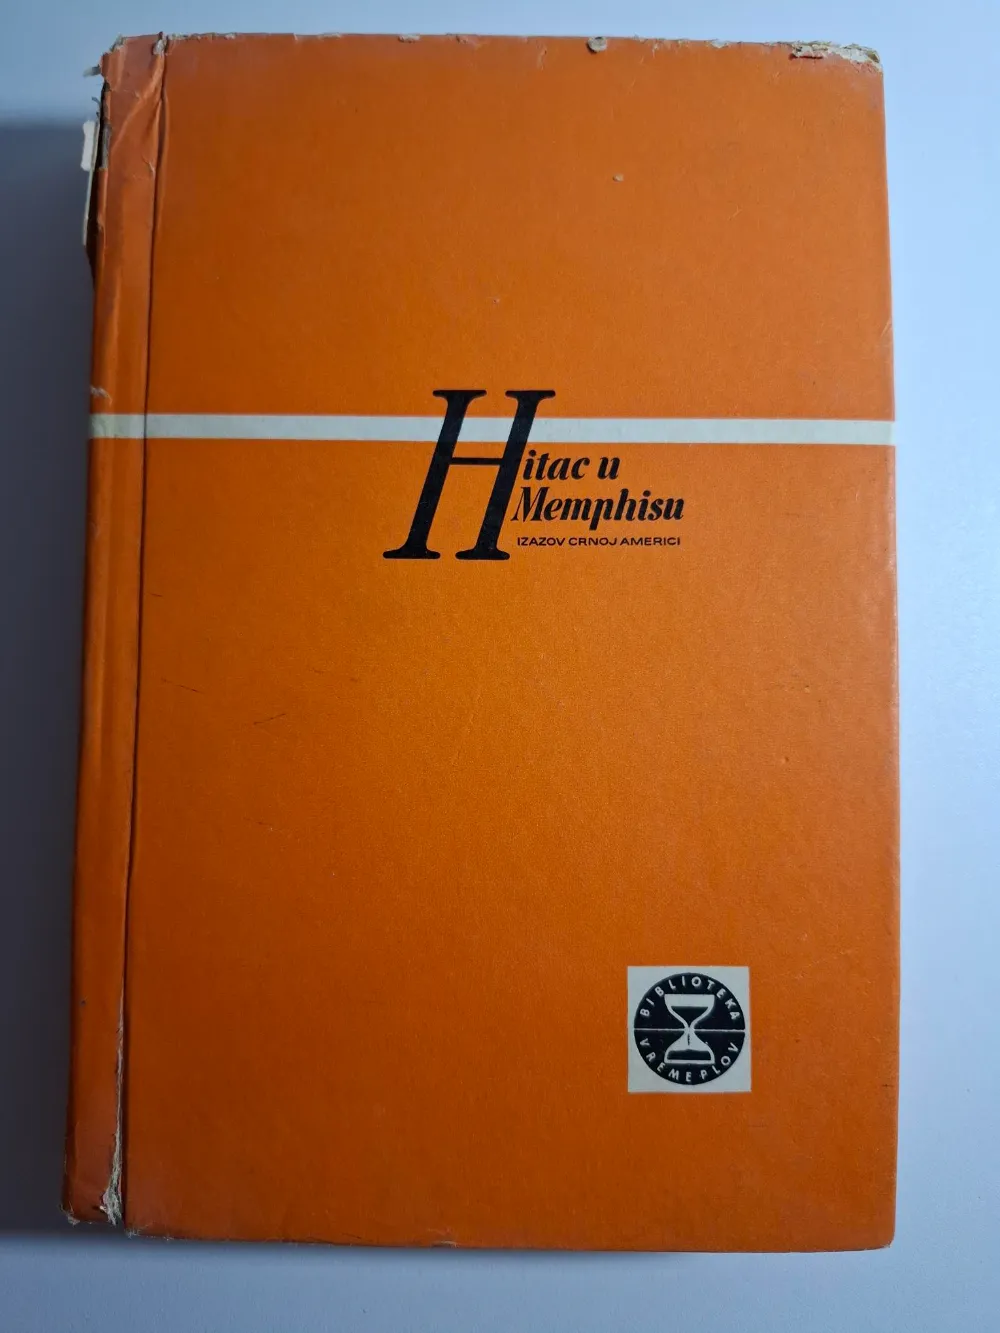 Hitac u
Memphisu
IZAZOV CRNOJ AMERICI
BIBLIOTEKA
VREMEPLOV